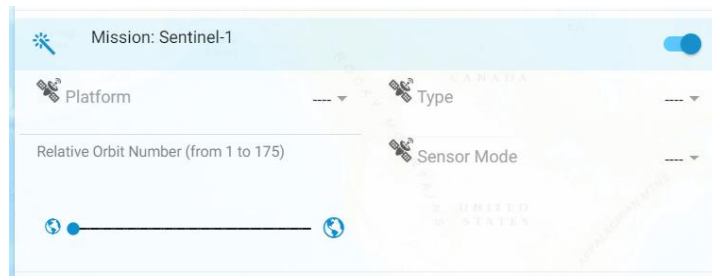 Mission: Sentinel-1
Platform ---- 
Type ----
Relative Orbit Number (from 1 to 175)
Sensor Mode ----
CANADA
UNITED
STATES